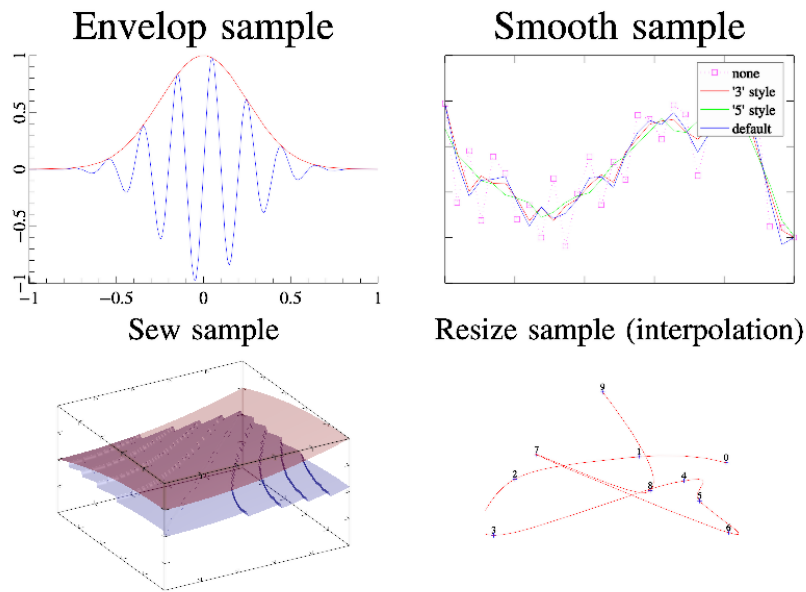 Envelop sample
Smooth sample
1
0.5
0
−0.5
−1
−1
−0.5
0
0.5
1
none
'3' style
'5' style
default
Sew sample
Resize sample (interpolation)
9
7
1
0
2
4
8
5
3
6